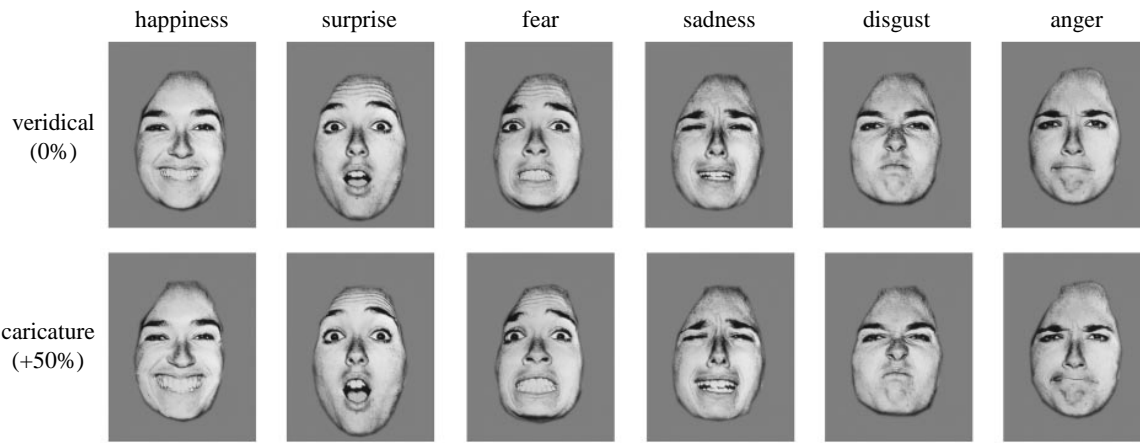 happiness surprise fear sadness disgust anger
veridical
(0%)
caricature
(+50%)